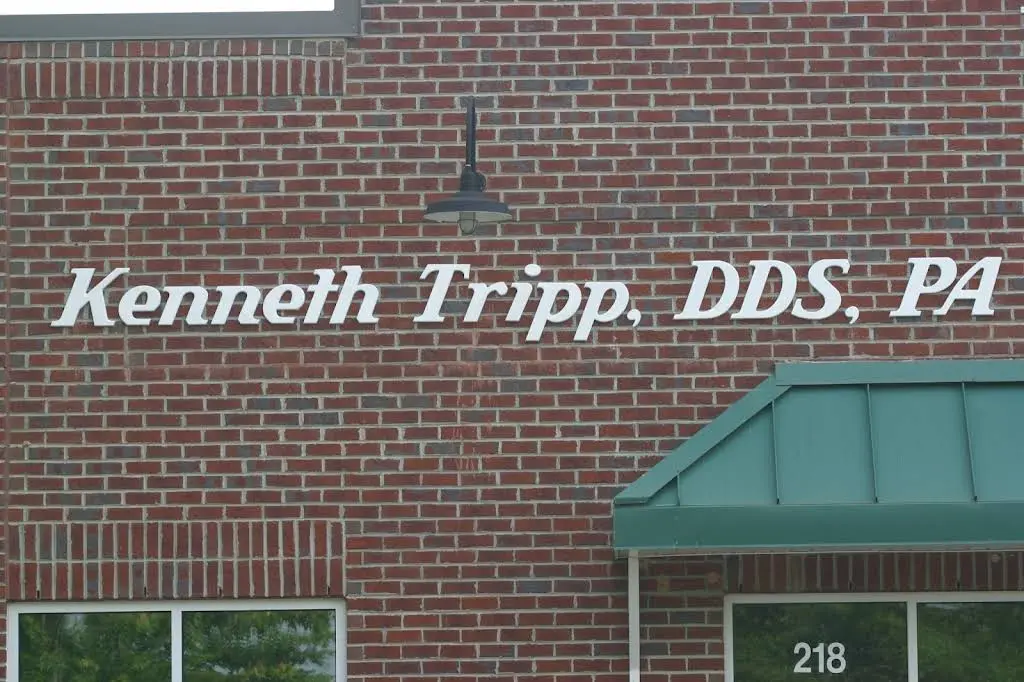 Kenneth Tripp, DDS, PA
218